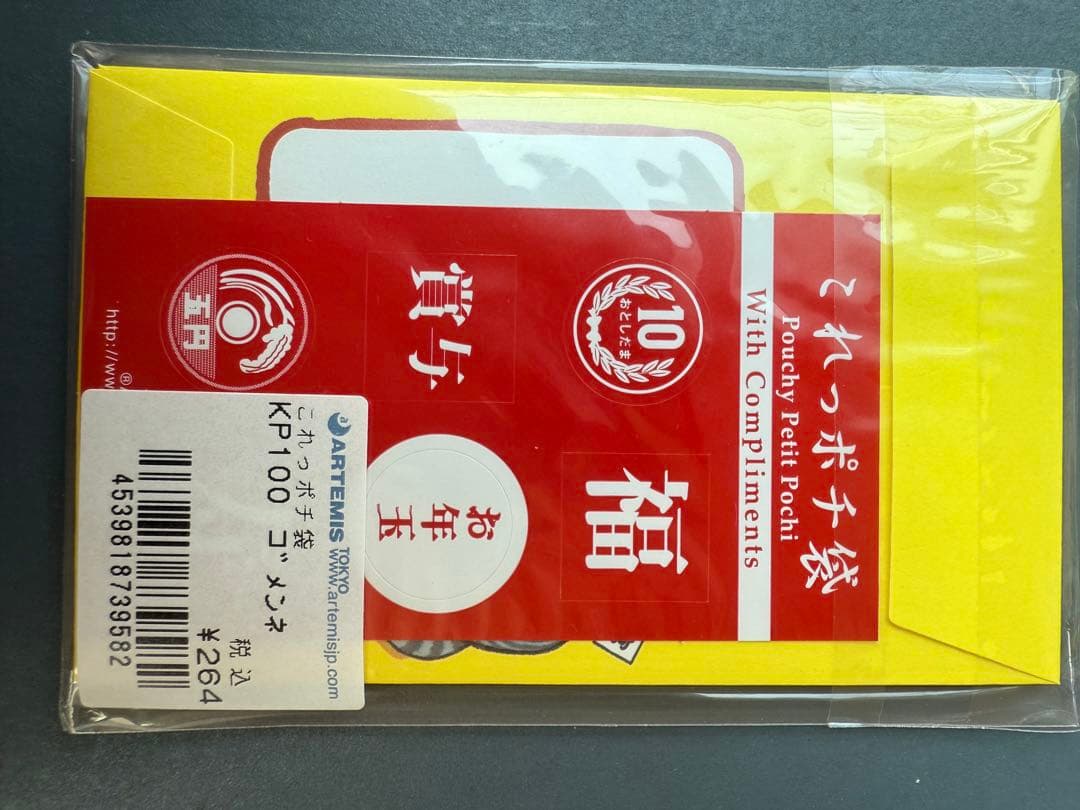 これっポチ袋
Pouchy Petit Pochi
With Compliments
10
おとしだま
福
賞与
お年玉
五円
http://www
ARTEMIS TOKYO
www.artemisjp.com
これっポチ袋
KP100 ゴメンネ
税込
¥264
4539818739582